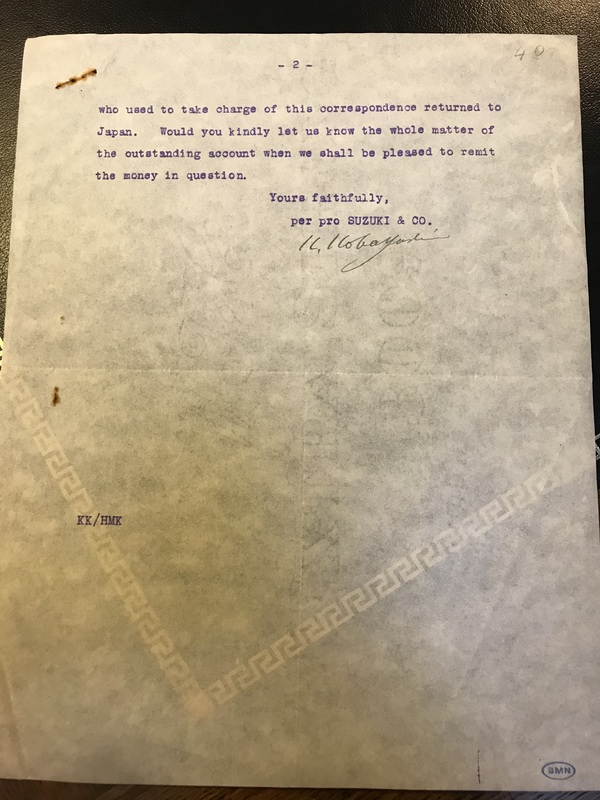 - 2 -
40
who used to take charge of this correspondence returned to
Japan. Would you kindly let us know the whole matter of
the outstanding account when we shall be pleased to remit
the money in question.
Yours faithfully,
per pro SUZUKI & CO.
K. Kobayashi
KK/HMK
BMN